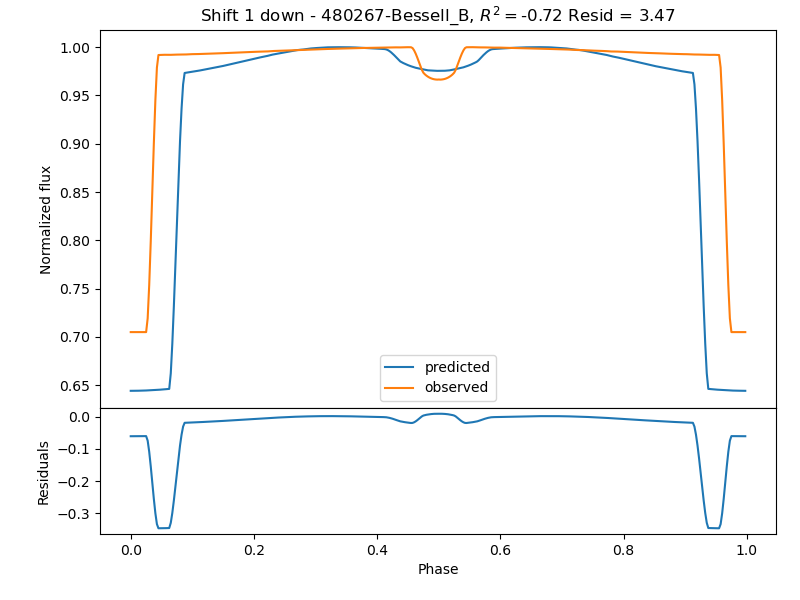 Shift 1 down - 480267-Bessell_B, $R^2=$-0.72 Resid = 3.47
1.00
0.95
0.90
0.85
0.80
0.75
0.70
0.65
Normalized flux
predicted
observed
0.0
−0.1
−0.2
−0.3
Residuals
0.0 0.2 0.4 0.6 0.8 1.0
Phase